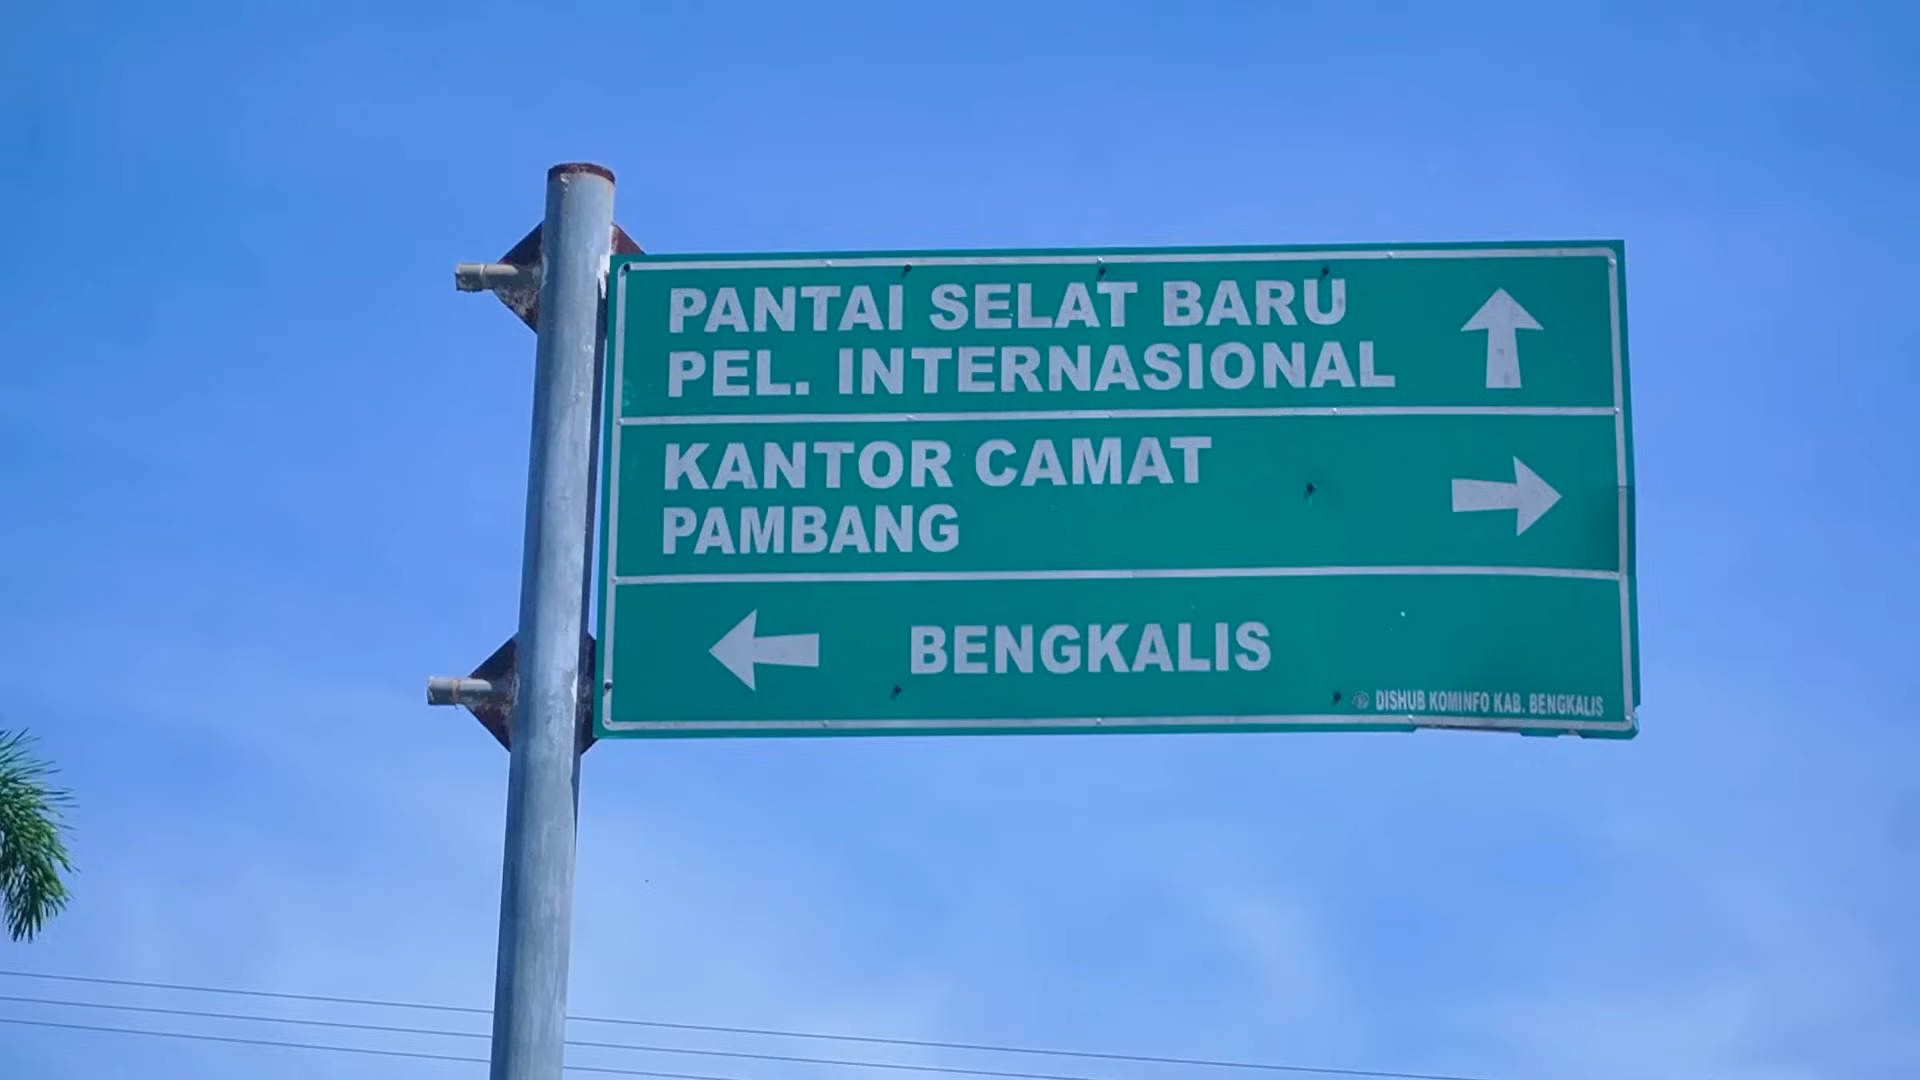 PANTAI SELAT BARU
PEL. INTERNASIONAL
KANTOR CAMAT
PAMBANG
BENGKALIS
DISHUB KOMINFO KAB. BENGKALIS